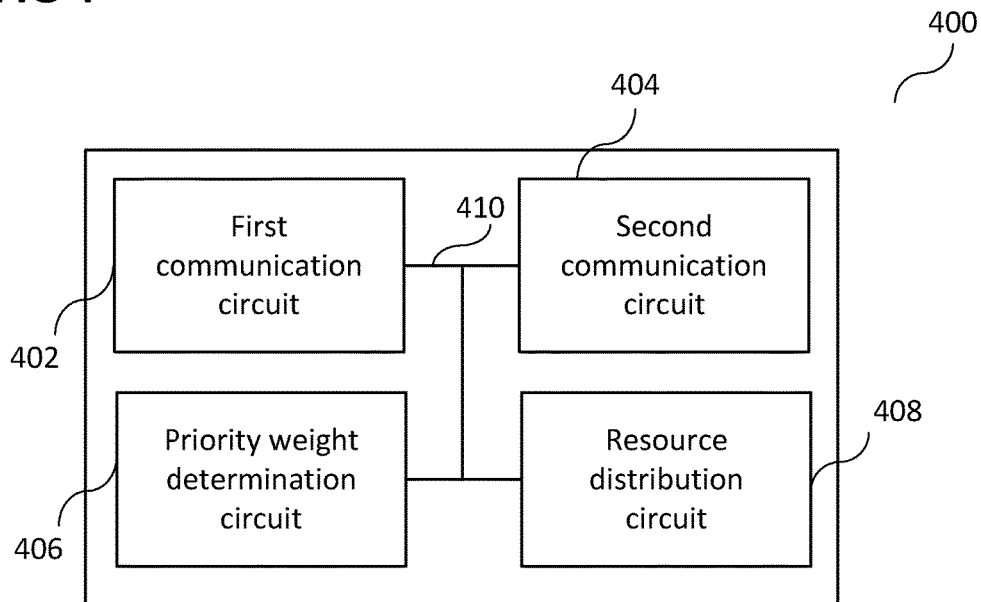 400
404
First
communication
circuit
410
Second
communication
circuit
402
Priority weight
determination
circuit
Resource
distribution
circuit
408
406